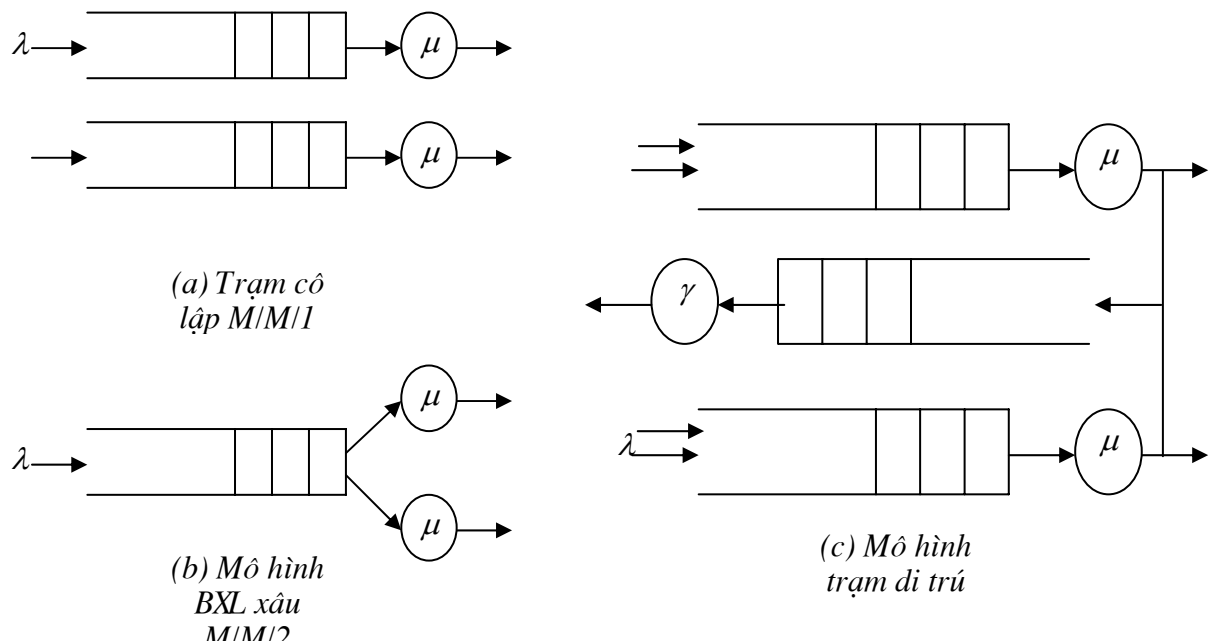 λ μ
μ
(a) Trạm cô
lập M/M/1
λ μ
μ
(b) Mô hình
BXL xâu
M/M/2
μ
γ
λ μ
(c) Mô hình
trạm di trú